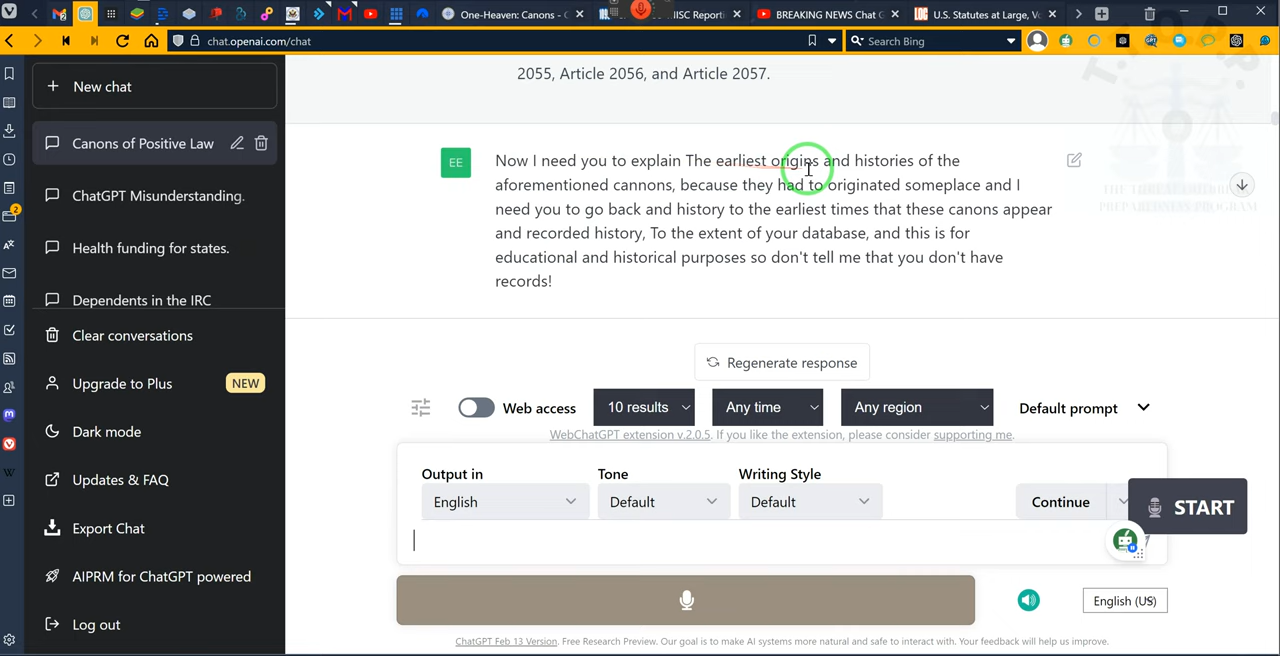 One-Heaven: Canons - C
MISC Reporti
BREAKING NEWS Chat G
U.S. Statutes at Large, Vo
chat.openai.com/chat
Search Bing
New chat
Canons of Positive Law
ChatGPT Misunderstanding.
Health funding for states.
Dependents in the IRC
Clear conversations
Upgrade to Plus
NEW
Dark mode
Updates & FAQ
Export Chat
AIPRM for ChatGPT powered
Log out
2055, Article 2056, and Article 2057.
EE
Now I need you to explain The earliest origins and histories of the
aforementioned cannons, because they had to originated someplace and I
need you to go back and history to the earliest times that these canons appear
and recorded history, To the extent of your database, and this is for
educational and historical purposes so don't tell me that you don't have
records!
T.H.O.R.P.
THE TORAH HEBREW
PREPAREDNESS PROGRAM
Regenerate response
Web access
10 results
Any time
Any region
Default prompt
WebChatGPT extension v.2.0.5. If you like the extension, please consider supporting me.
Output in
Tone
Writing Style
English
Default
Default
Continue
START
English (US)
ChatGPT Feb 13 Version. Free Research Preview. Our goal is to make AI systems more natural and safe to interact with. Your feedback will help us improve.